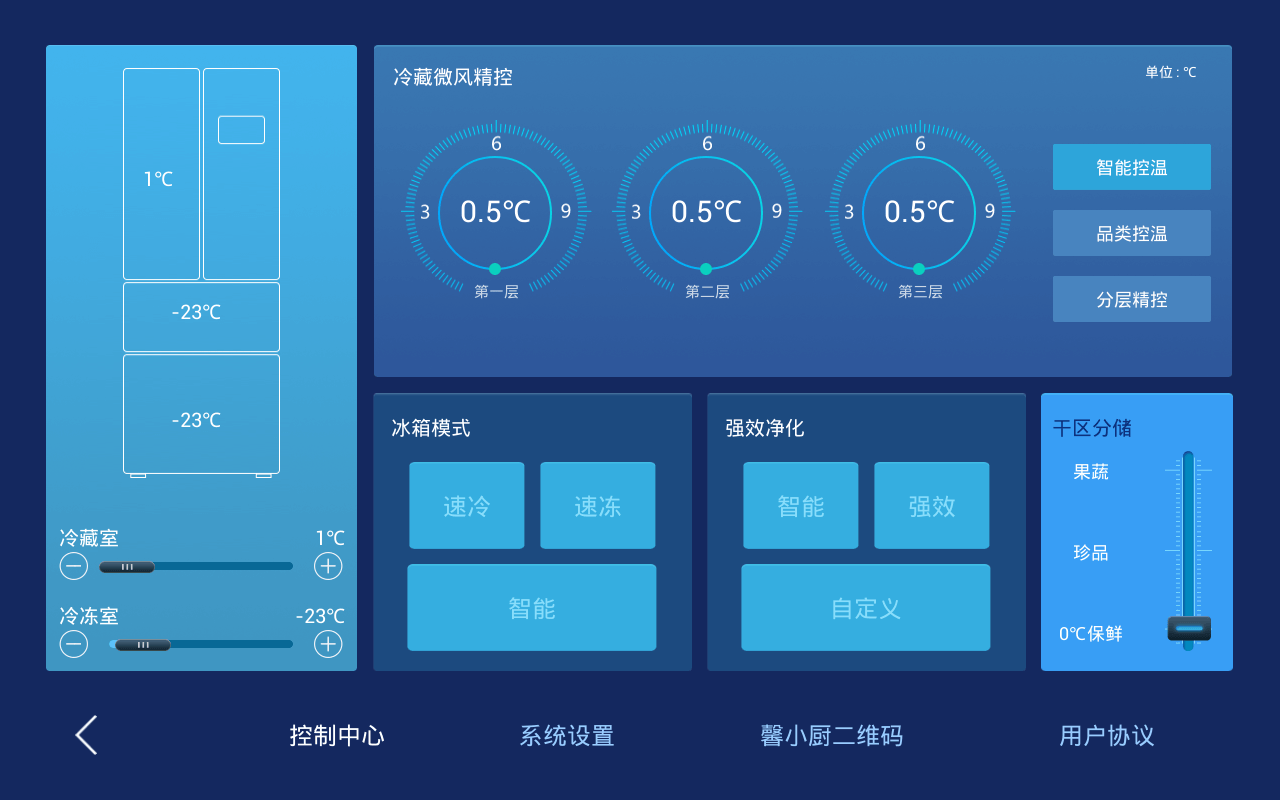 1℃
-23℃
-23℃
冷藏室 1℃
冷冻室 -23℃
冷藏微风精控
单位 : ℃
6
3 0.5℃ 9
第一层
6
3 0.5℃ 9
第二层
6
3 0.5℃ 9
第三层
智能控温
品类控温
分层精控
冰箱模式
速冷 速冻
智能
强效净化
智能 强效
自定义
干区分储
果蔬
珍品
0℃保鲜
控制中心 系统设置 馨小厨二维码 用户协议